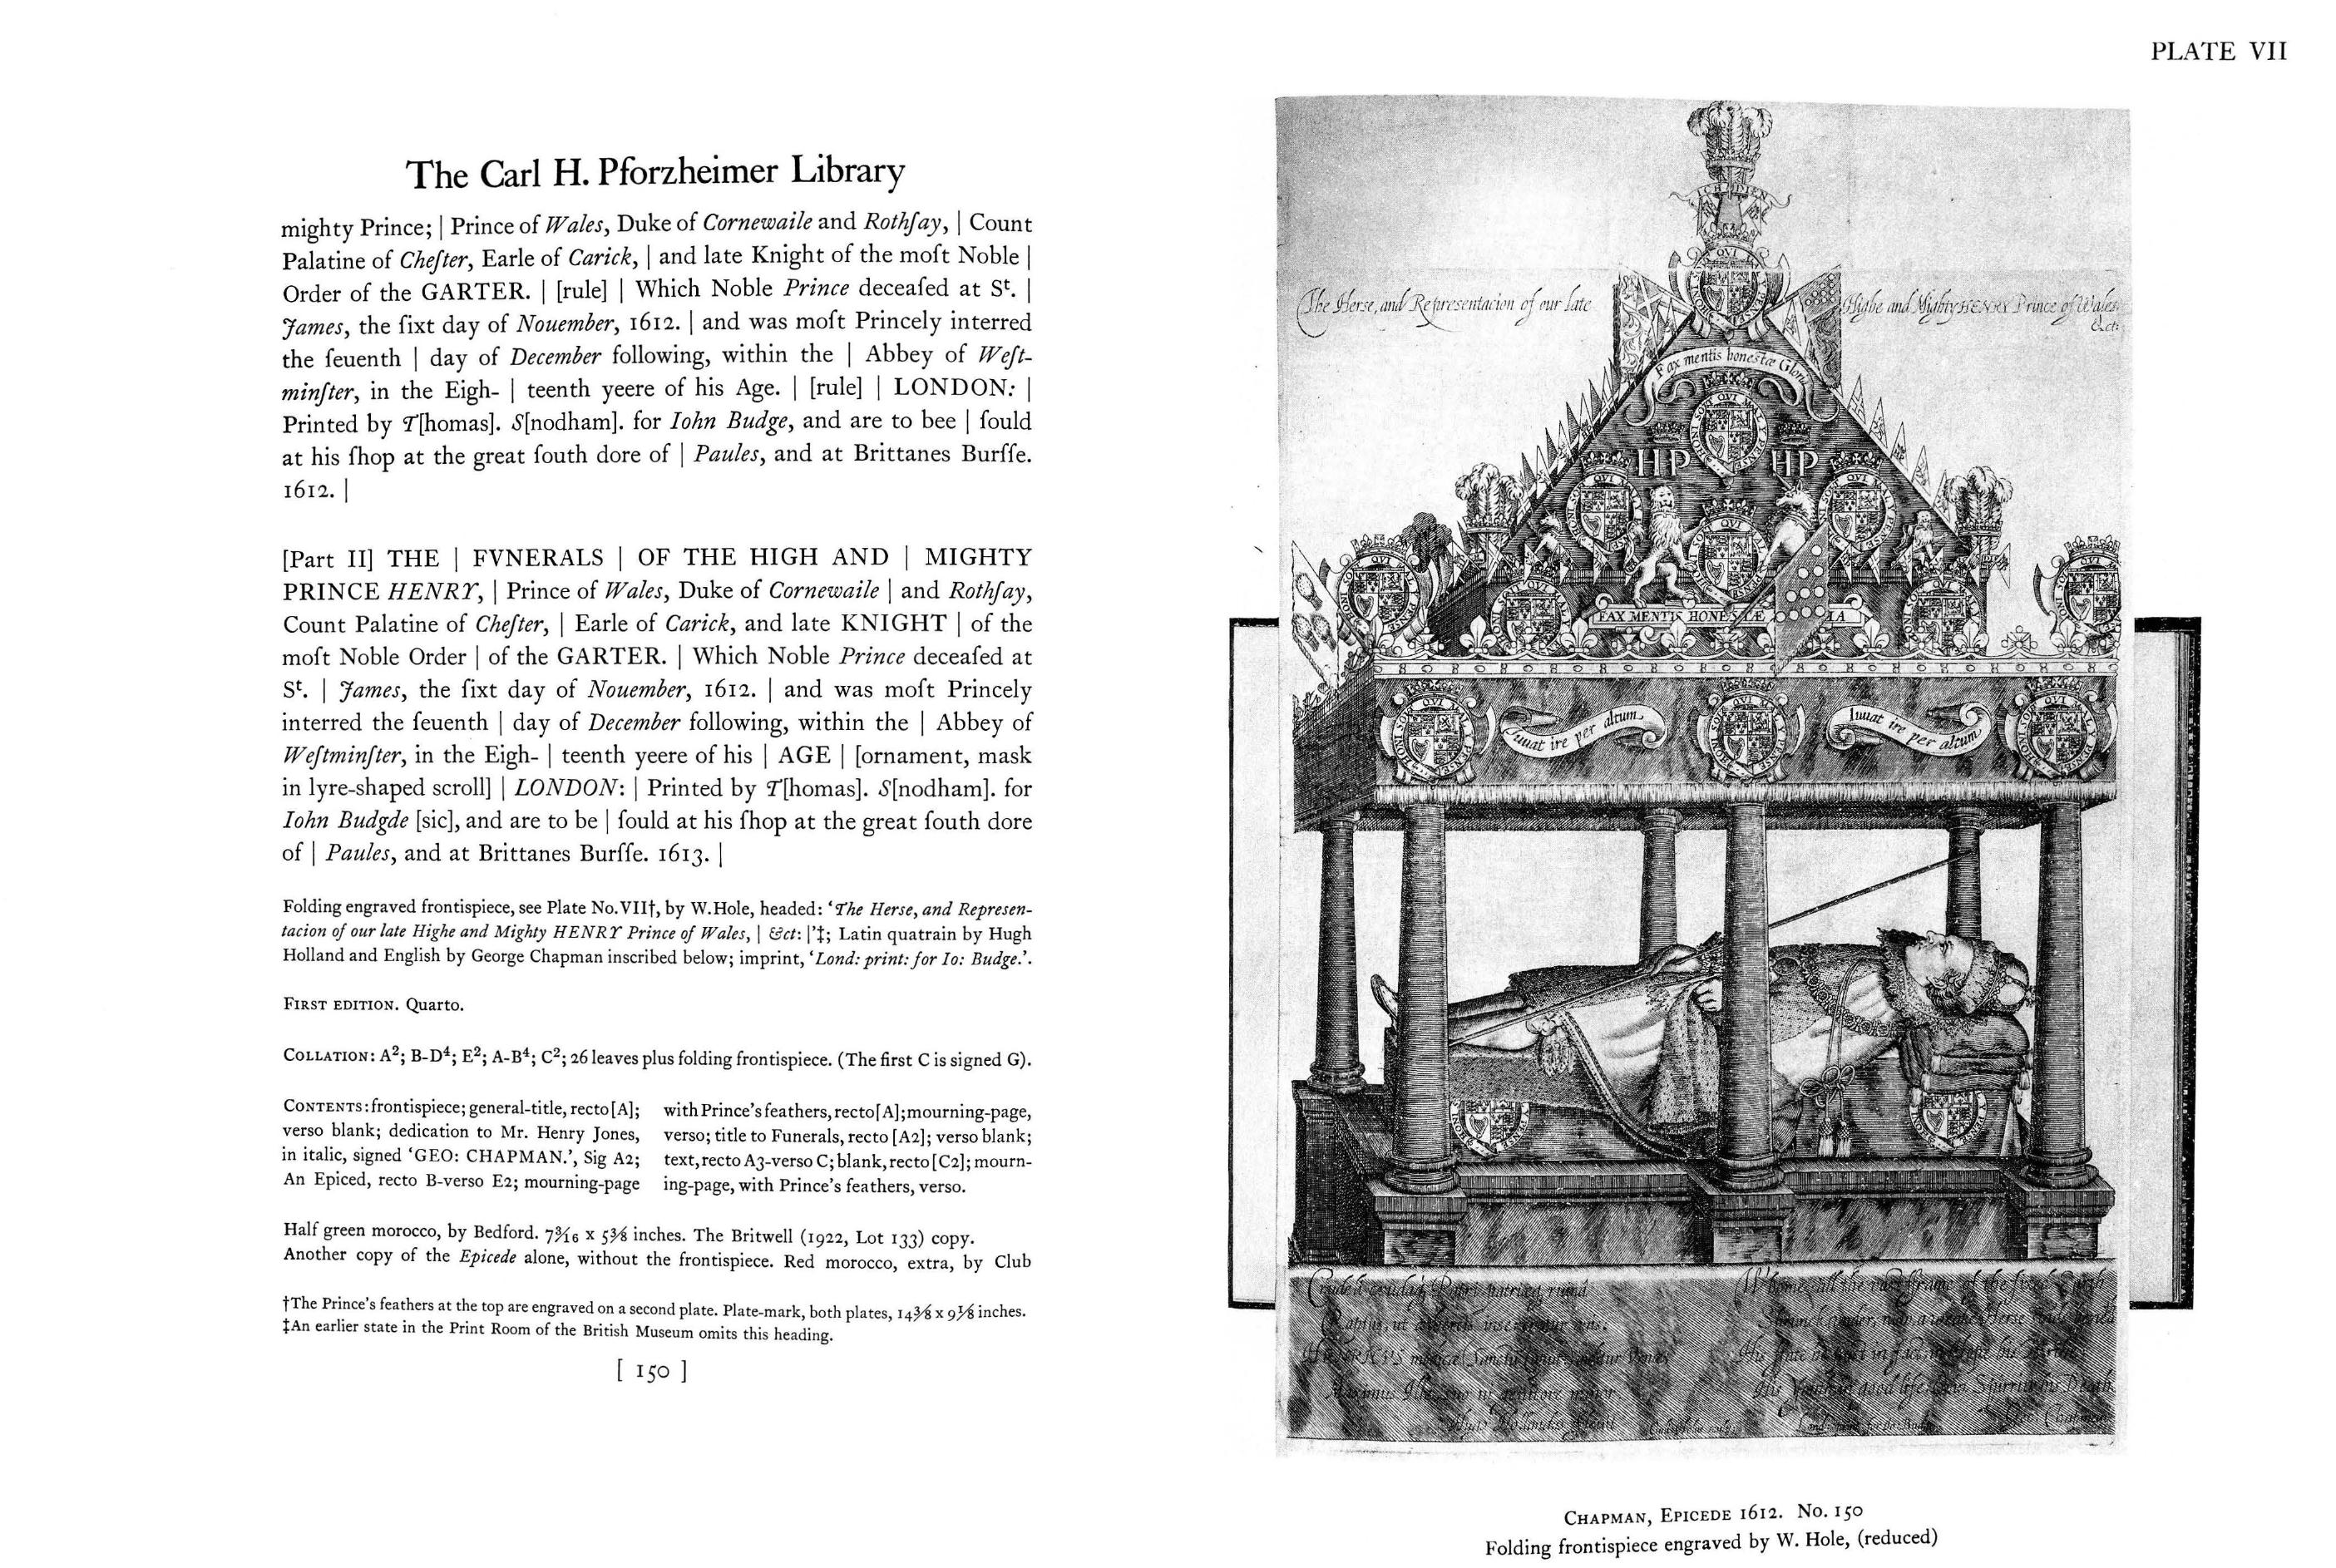 The Carl H. Pforzheimer Library
mighty Prince; | Prince of Wales, Duke of Cornewaile and Rothſay, | Count
Palatine of Cheſter, Earle of Carick, | and late Knight of the moſt Noble |
Order of the GARTER. | [rule] | Which Noble Prince deceaſed at Sᵗ. |
James, the ſixt day of Nouember, 1612. | and was moſt Princely interred
the ſeuenth | day of December following, within the | Abbey of Weſt-
minſter, in the Eigh- | teenth yeere of his Age. | [rule] | LONDON: |
Printed by T[homas]. S[nodham]. for Iohn Budge, and are to bee | ſould
at his ſhop at the great ſouth dore of | Paules, and at Brittanes Burſſe.
1612. |
[Part II] THE | FVNERALS | OF THE HIGH AND | MIGHTY
PRINCE HENRY, | Prince of Wales, Duke of Cornewaile | and Rothſay,
Count Palatine of Cheſter, | Earle of Carick, and late KNIGHT | of the
moſt Noble Order | of the GARTER. | Which Noble Prince deceaſed at
Sᵗ. | James, the ſixt day of Nouember, 1612. | and was moſt Princely
interred the ſeuenth | day of December following, within the | Abbey of
Weſtminſter, in the Eigh- | teenth yeere of his | AGE | [ornament, mask
in lyre-shaped scroll] | LONDON: | Printed by T[homas]. S[nodham]. for
Iohn Budgde [sic], and are to be | ſould at his ſhop at the great ſouth dore
of | Paules, and at Brittanes Burſſe. 1613. |
Folding engraved frontispiece, see Plate No. VII†, by W. Hole, headed: ‘The Herse, and Represen-
tacion of our late Highe and Mighty HENRY Prince of Wales, | &ct: |’‡; Latin quatrain by Hugh
Holland and English by George Chapman inscribed below; imprint, ‘Lond: print: for Io: Budge.’.
FIRST EDITION. Quarto.
COLLATION: A²; B-D⁴; E²; A-B⁴; C²; 26 leaves plus folding frontispiece. (The first C is signed G).
CONTENTS: frontispiece; general-title, recto [A];
verso blank; dedication to Mr. Henry Jones,
in italic, signed ‘GEO: CHAPMAN.’, Sig A2;
An Epiced, recto B-verso E2; mourning-page
with Prince's feathers, recto[A]; mourning-page,
verso; title to Funerals, recto [A2]; verso blank;
text, recto A3-verso C; blank, recto [C2]; mourn-
ing-page, with Prince's feathers, verso.
Half green morocco, by Bedford. 7 3/16 x 5 3/8 inches. The Britwell (1922, Lot 133) copy.
Another copy of the Epicede alone, without the frontispiece. Red morocco, extra, by Club
†The Prince's feathers at the top are engraved on a second plate. Plate-mark, both plates, 14 3/8 x 9 1/8 inches.
‡An earlier state in the Print Room of the British Museum omits this heading.
[ 150 ]
PLATE VII
The Herse, and Representacion of our late Highe and Mighty HENRY Prince of Wales
&ct:
Fax mentis honestæ Gloria
HP HP
FAX MENTIS HONESTÆ
Iuuat ire per altum
Iuuat ire per altum
CHAPMAN, EPICEDE 1612. No. 150
Folding frontispiece engraved by W. Hole, (reduced)